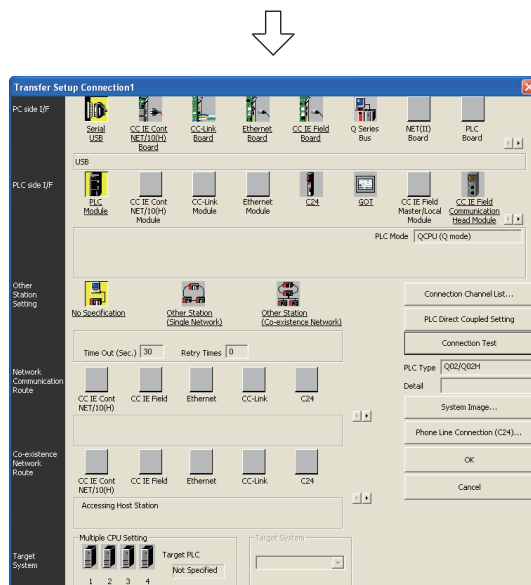 Transfer Setup Connection1
PC side I/F
Serial
USB
CC IE Cont
NET/10(H)
Board
CC-Link
Board
Ethernet
Board
CC IE Field
Board
Q Series
Bus
NET(II)
Board
PLC
Board
USB
PLC side I/F
PLC
Module
CC IE Cont
NET/10(H)
Module
CC-Link
Module
Ethernet
Module
C24
GOT
CC IE Field
Master/Local
Module
CC IE Field
Communication
Head Module
PLC Mode QCPU (Q mode)
Other
Station
Setting
No Specification
Other Station
(Single Network)
Other Station
(Co-existence Network)
Time Out (Sec.) 30 Retry Times 0
Connection Channel List...
PLC Direct Coupled Setting
Connection Test
PLC Type Q02/Q02H
Detail
System Image...
Phone Line Connection (C24)...
OK
Cancel
Network
Communication
Route
CC IE Cont
NET/10(H)
CC IE Field
Ethernet
CC-Link
C24
Co-existence
Network
Route
CC IE Cont
NET/10(H)
CC IE Field
Ethernet
CC-Link
C24
Accessing Host Station
Target
System
Multiple CPU Setting
1 2 3 4
Target PLC
Not Specified
Target System